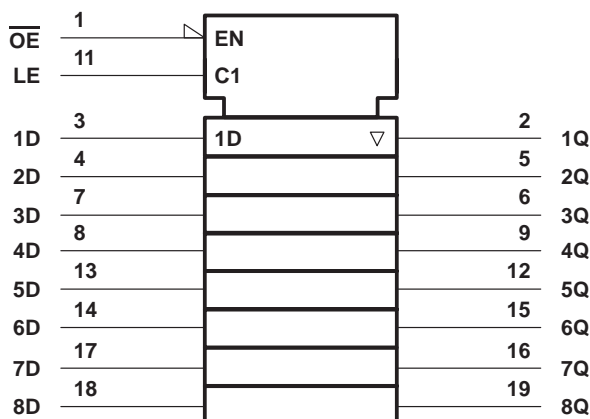 OE 1 EN
LE 11 C1
1D 3 1D 2 1Q
2D 4 5 2Q
3D 7 6 3Q
4D 8 9 4Q
5D 13 12 5Q
6D 14 15 6Q
7D 17 16 7Q
8D 18 19 8Q